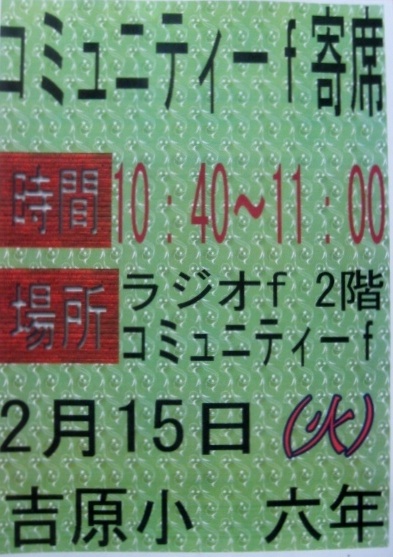 コミュニティーf寄席
時間 10：40～11：00
場所 ラジオf 2階
コミュニティーf
2月15日(火)
吉原小 六年